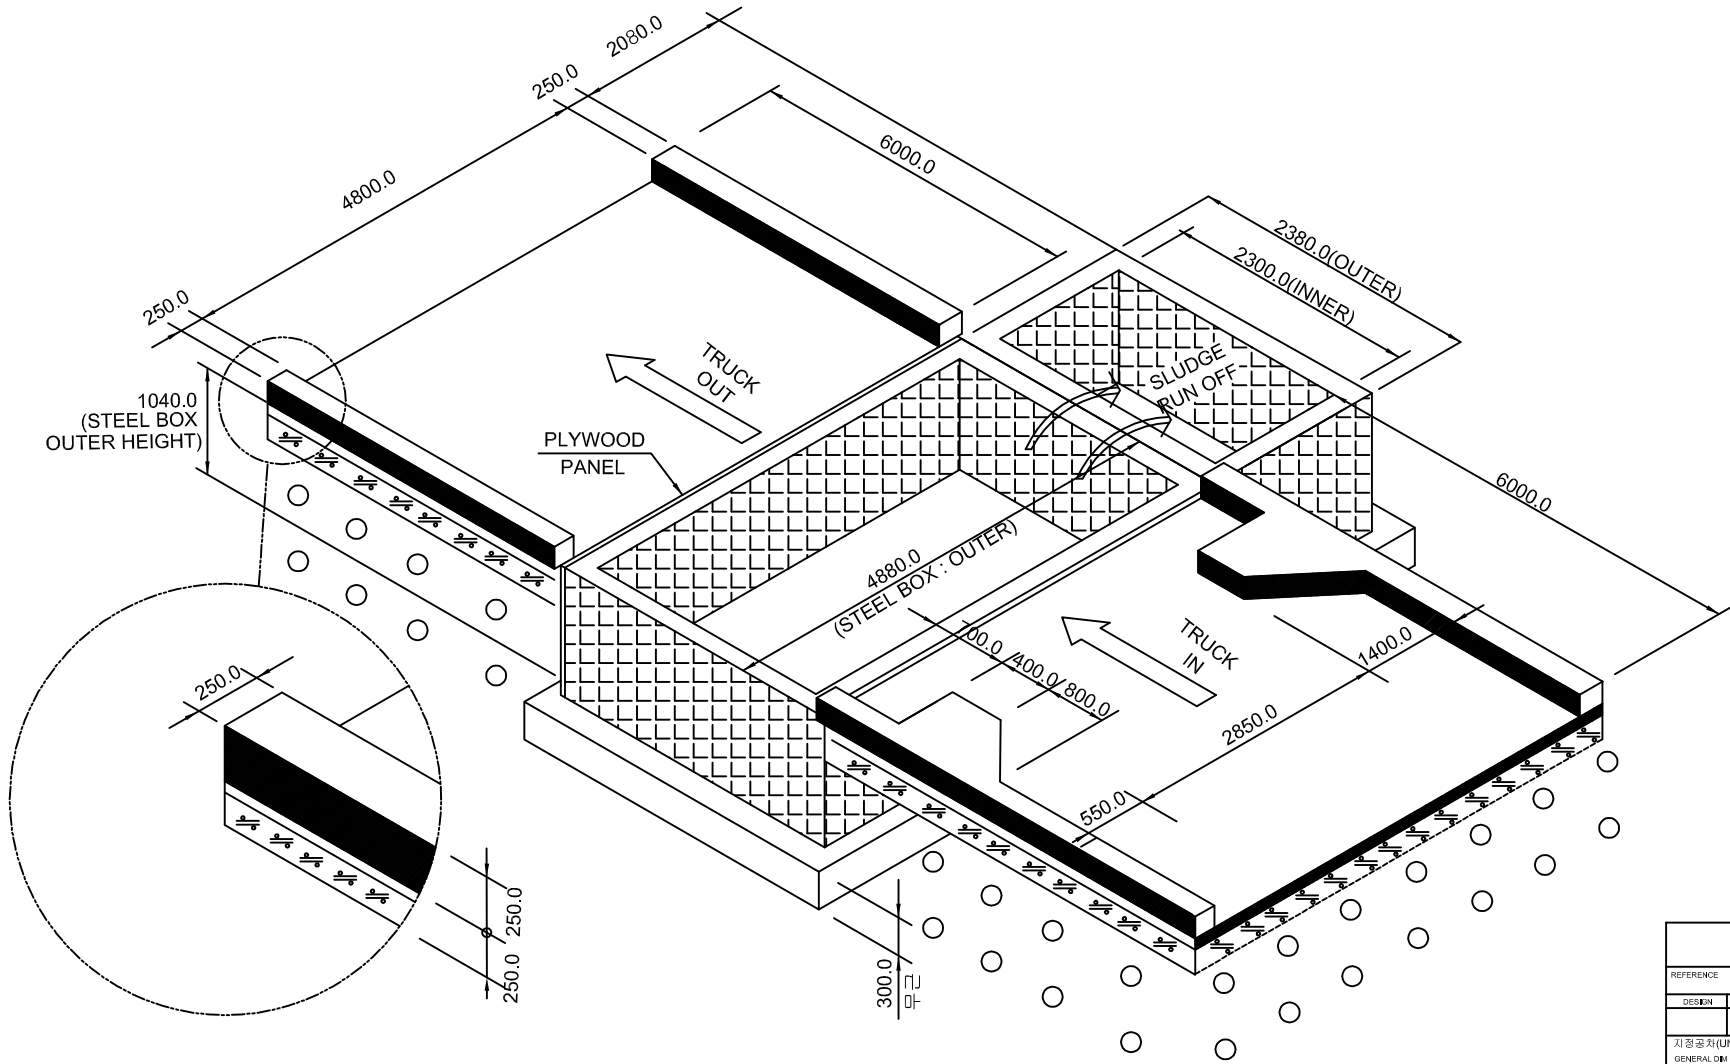 2080.0
250.0
4800.0
6000.0
250.0
2380.0(OUTER)
2300.0(INNER)
1040.0
(STEEL BOX
OUTER HEIGHT)
TRUCK
OUT
SLUDGE
RUN OFF
PLYWOOD
PANEL
6000.0
4880.0
(STEEL BOX : OUTER)
00.0
400.0
800.0
TRUCK
IN
1400.0
2850.0
550.0
250.0
250.0
250.0
300.0
REFERENCE
DESIGN
지정공차(UN
GENERAL DIM